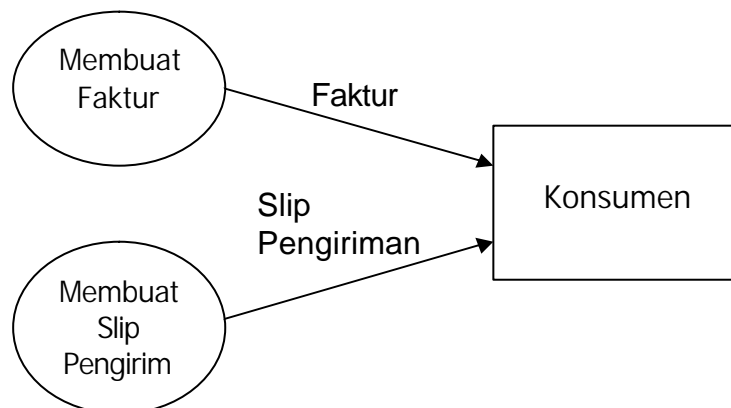 Membuat
Faktur
Faktur
Konsumen
Slip
Pengiriman
Membuat
Slip
Pengirim